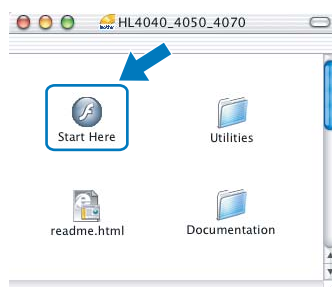 HL4040_4050_4070
Start Here
Utilities
readme.html
Documentation